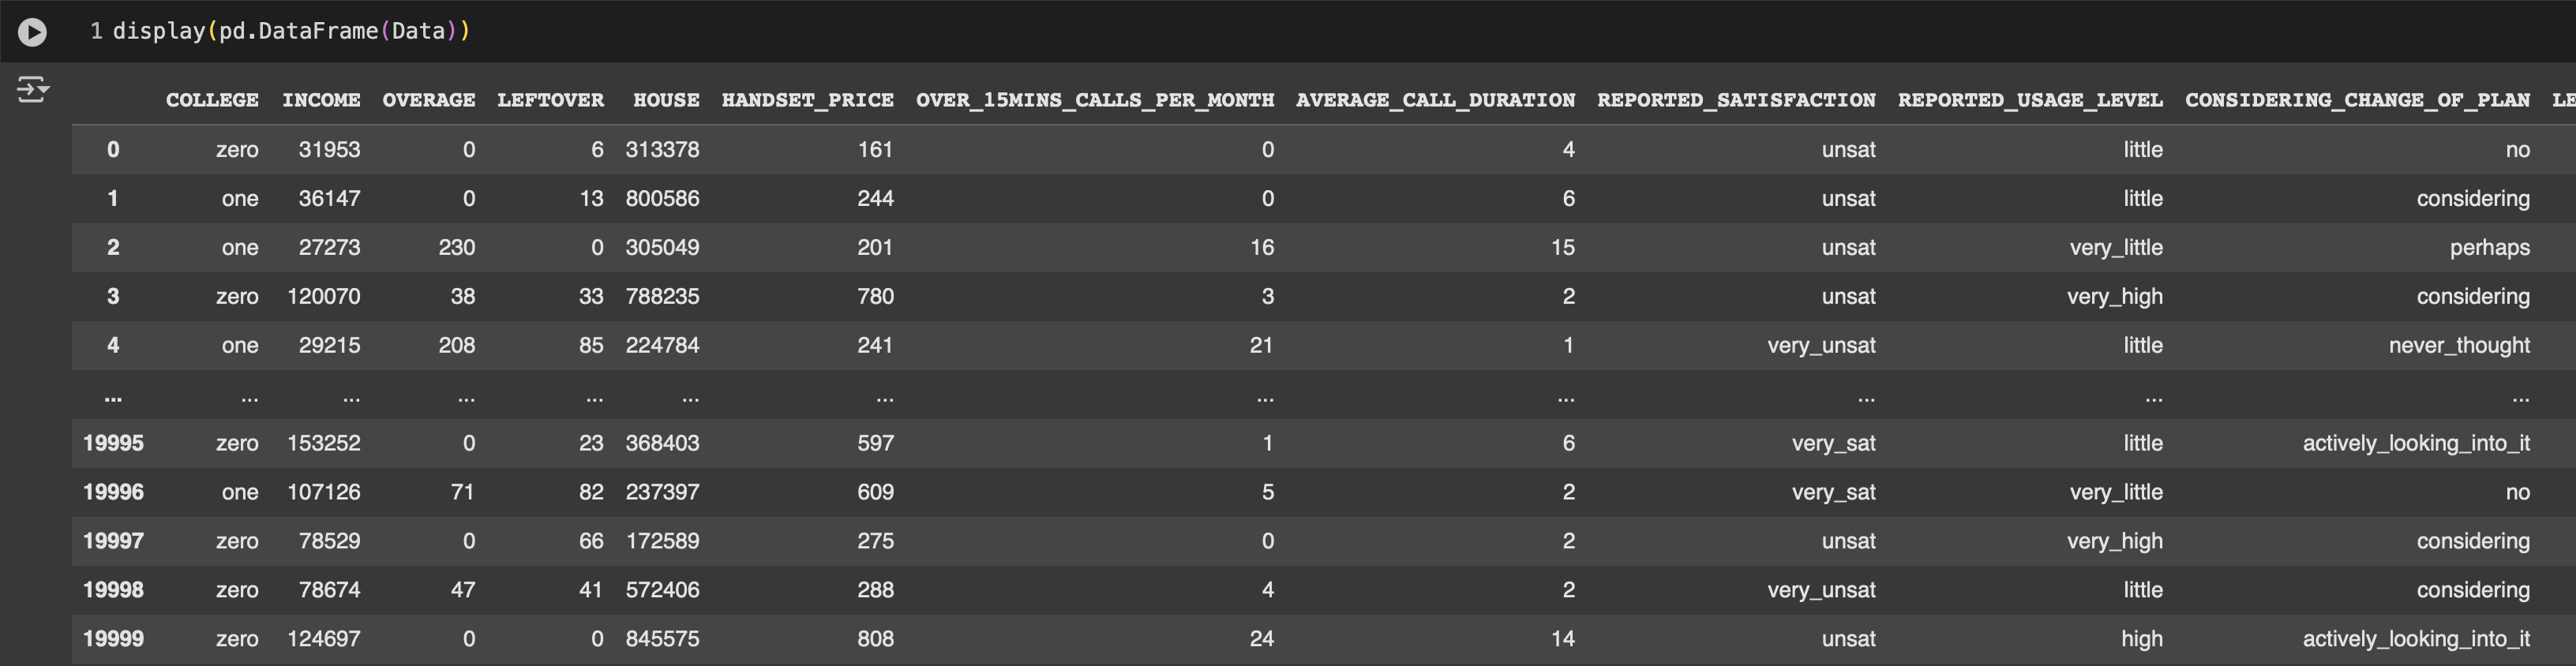 1 display(pd.DataFrame(Data))
COLLEGE INCOME OVERAGE LEFTOVER HOUSE HANDSET_PRICE OVER_15MINS_CALLS_PER_MONTH AVERAGE_CALL_DURATION REPORTED_SATISFACTION REPORTED_USAGE_LEVEL CONSIDERING_CHANGE_OF_PLAN LE
0 zero 31953 0 6 313378 161 0 4 unsat little no
1 one 36147 0 13 800586 244 0 6 unsat little considering
2 one 27273 230 0 305049 201 16 15 unsat very_little perhaps
3 zero 120070 38 33 788235 780 3 2 unsat very_high considering
4 one 29215 208 85 224784 241 21 1 very_unsat little never_thought
... ... ... ... ... ... ... ... ... ... ... ...
19995 zero 153252 0 23 368403 597 1 6 very_sat little actively_looking_into_it
19996 one 107126 71 82 237397 609 5 2 very_sat very_little no
19997 zero 78529 0 66 172589 275 0 2 unsat very_high considering
19998 zero 78674 47 41 572406 288 4 2 very_unsat little considering
19999 zero 124697 0 0 845575 808 24 14 unsat high actively_looking_into_it